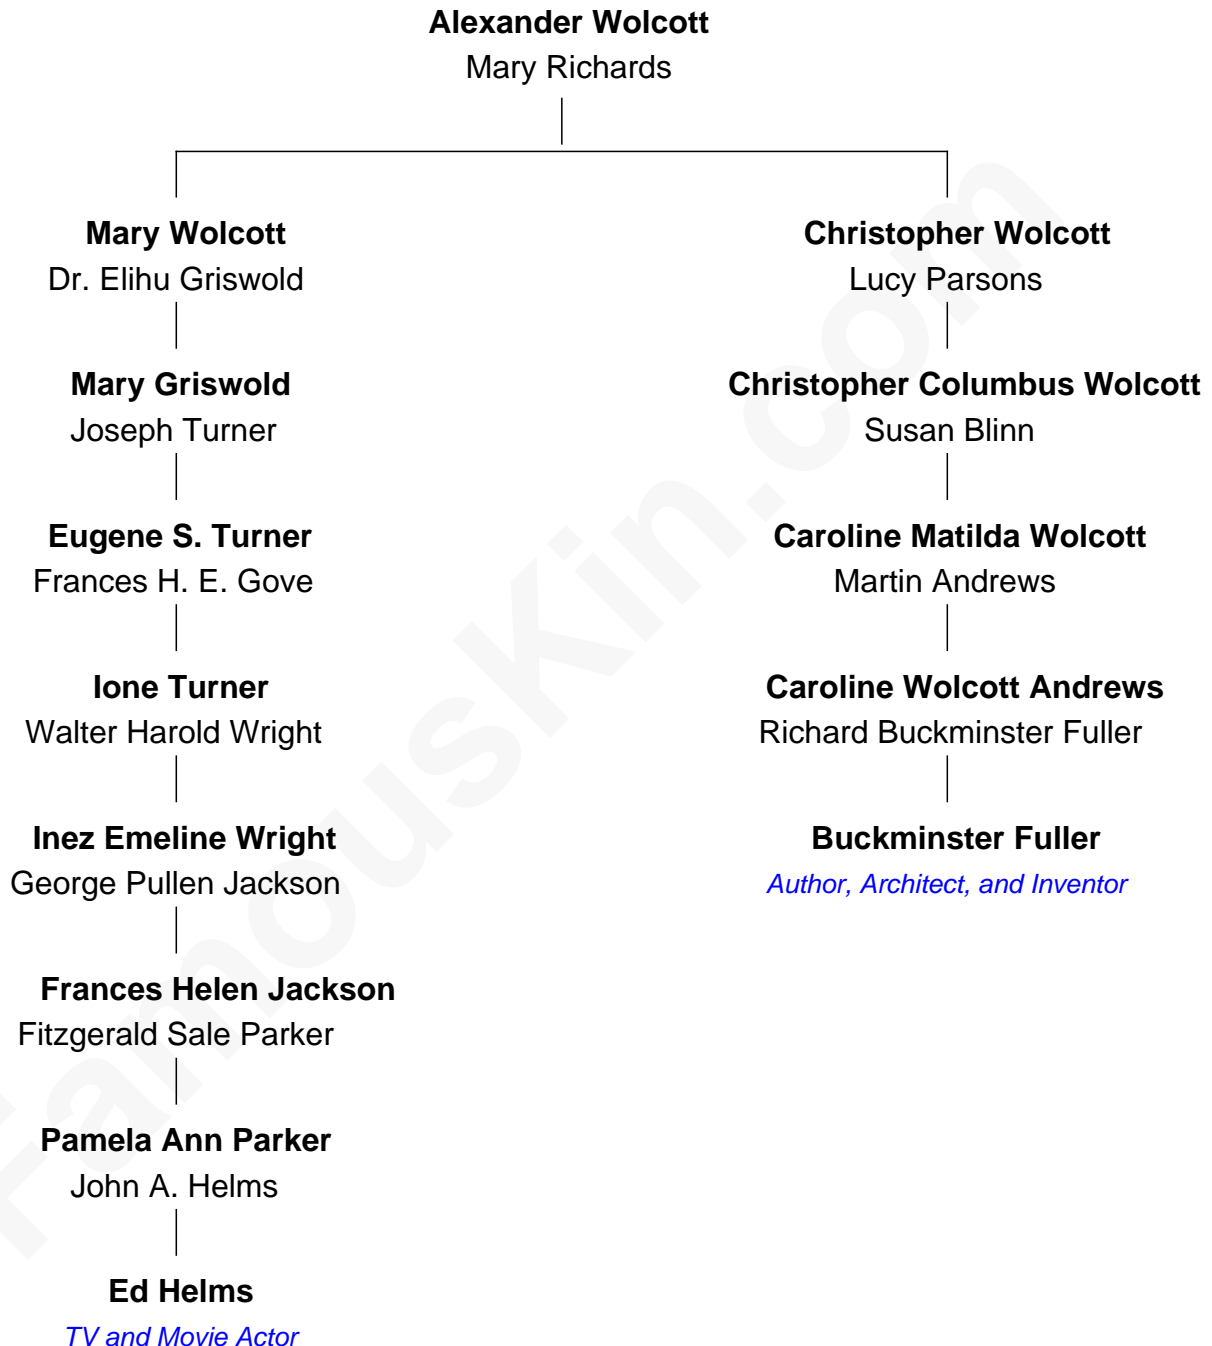 Alexander Wolcott
Mary Richards
Mary Wolcott
Dr. Elihu Griswold
Christopher Wolcott
Lucy Parsons
Mary Griswold
Joseph Turner
Christopher Columbus Wolcott
Susan Blinn
Eugene S. Turner
Frances H. E. Gove
Caroline Matilda Wolcott
Martin Andrews
Ione Turner
Walter Harold Wright
Caroline Wolcott Andrews
Richard Buckminster Fuller
Inez Emeline Wright
George Pullen Jackson
Buckminster Fuller
Author, Architect, and Inventor
Frances Helen Jackson
Fitzgerald Sale Parker
Pamela Ann Parker
John A. Helms
Ed Helms
TV and Movie Actor
FamousKin.com